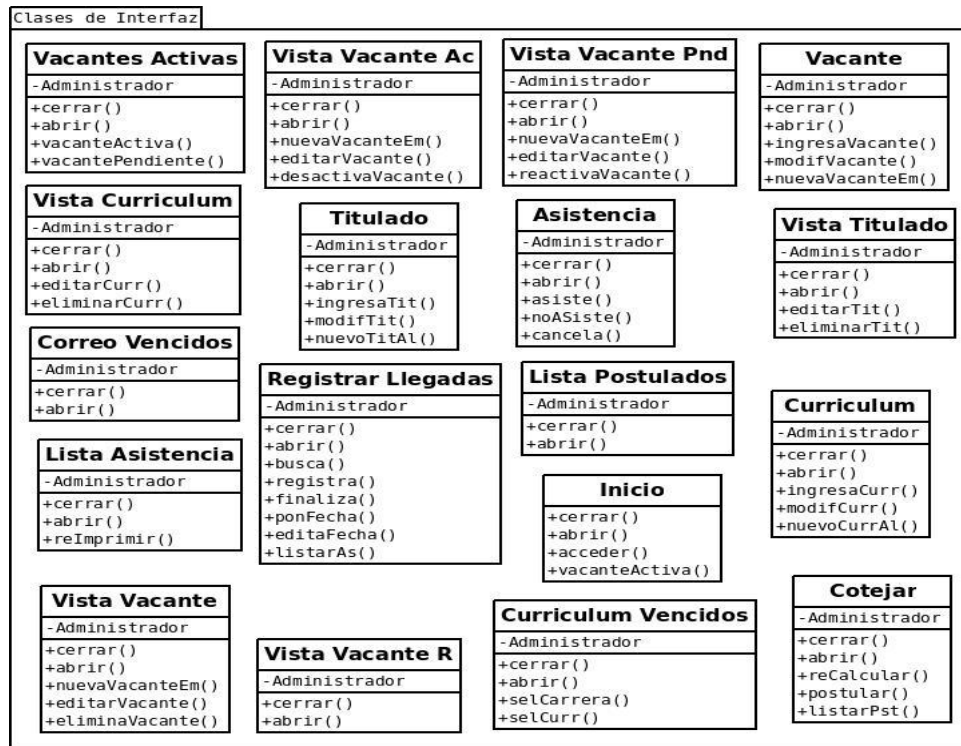 Clases de Interfaz
Vacantes Activas
-Administrador
+cerrar()
+abrir()
+vacanteActiva()
+vacantePendiente()
Vista Vacante Ac
-Administrador
+cerrar()
+abrir()
+nuevaVacanteEm()
+editarVacante()
+desactivaVacante()
Vista Vacante Pnd
-Administrador
+cerrar()
+abrir()
+nuevaVacanteEm()
+editarVacante()
+reactivaVacante()
Vacante
-Administrador
+cerrar()
+abrir()
+ingresaVacante()
+modifVacante()
+nuevaVacanteEm()
Vista Curriculum
-Administrador
+cerrar()
+abrir()
+editarCurr()
+eliminarCurr()
Titulado
-Administrador
+cerrar()
+abrir()
+ingresaTit()
+modifTit()
+nuevoTitAl()
Asistencia
-Administrador
+cerrar()
+abrir()
+asiste()
+noASiste()
+cancela()
Vista Titulado
-Administrador
+cerrar()
+abrir()
+editarTit()
+eliminarTit()
Correo Vencidos
-Administrador
+cerrar()
+abrir()
Registrar Llegadas
-Administrador
+cerrar()
+abrir()
+busca()
+registra()
+finaliza()
+ponFecha()
+editaFecha()
+listarAs()
Lista Postulados
-Administrador
+cerrar()
+abrir()
Curriculum
-Administrador
+cerrar()
+abrir()
+ingresaCurr()
+modifCurr()
+nuevoCurrAl()
Lista Asistencia
-Administrador
+cerrar()
+abrir()
+reImprimir()
Inicio
+cerrar()
+abrir()
+acceder()
+vacanteActiva()
Vista Vacante
-Administrador
+cerrar()
+abrir()
+nuevaVacanteEm()
+editarVacante()
+eliminaVacante()
Vista Vacante R
-Administrador
+cerrar()
+abrir()
Curriculum Vencidos
-Administrador
+cerrar()
+abrir()
+selCarrera()
+selCurr()
Cotejar
-Administrador
+cerrar()
+abrir()
+reCalcular()
+postular()
+listarPst()